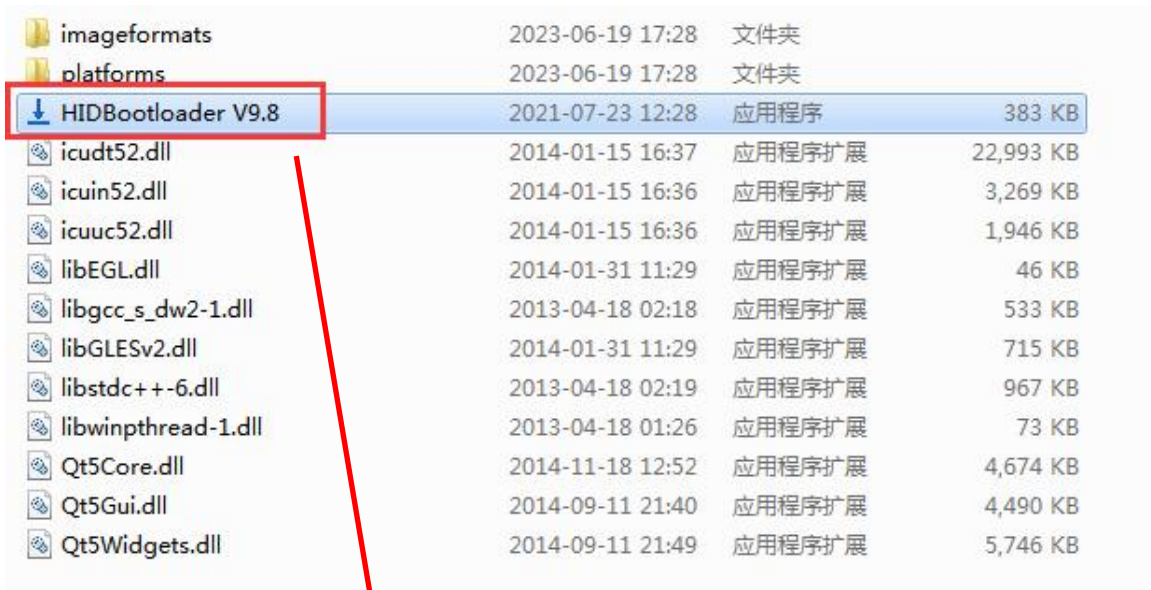 imageformats 2023-06-19 17:28 文件夹
platforms 2023-06-19 17:28 文件夹
HIDBootloader V9.8 2021-07-23 12:28 应用程序 383 KB
icudt52.dll 2014-01-15 16:37 应用程序扩展 22,993 KB
icuin52.dll 2014-01-15 16:36 应用程序扩展 3,269 KB
icuuc52.dll 2014-01-15 16:36 应用程序扩展 1,946 KB
libEGL.dll 2014-01-31 11:29 应用程序扩展 46 KB
libgcc_s_dw2-1.dll 2013-04-18 02:18 应用程序扩展 533 KB
libGLESv2.dll 2014-01-31 11:29 应用程序扩展 715 KB
libstdc++-6.dll 2013-04-18 02:19 应用程序扩展 967 KB
libwinpthread-1.dll 2013-04-18 01:26 应用程序扩展 73 KB
Qt5Core.dll 2014-11-18 12:52 应用程序扩展 4,674 KB
Qt5Gui.dll 2014-09-11 21:40 应用程序扩展 4,490 KB
Qt5Widgets.dll 2014-09-11 21:49 应用程序扩展 5,746 KB